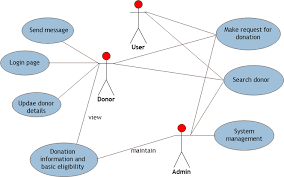 Send message
Make request for
donation
User
Login page
Donor
Search donor
Updae donor
details
view
System
management
Donation
information and
basic eligibility
maintain
Admin